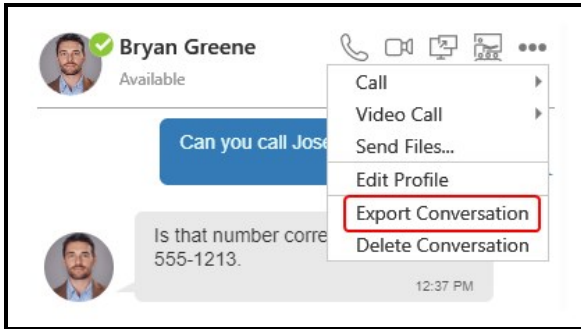 Bryan Greene
Available
Call
Video Call
Can you call Jose
Send Files...
Edit Profile
Export Conversation
Is that number corre
555-1213.
Delete Conversation
12:37 PM